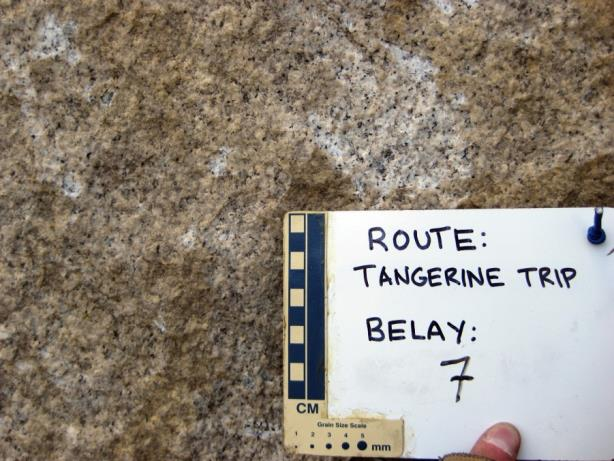 ROUTE:
TANGERINE TRIP
BELAY:
7
CM
Grain Size Scale
1 2 3 4 5
mm